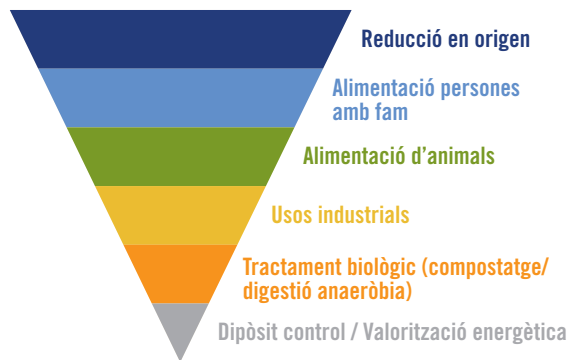 Reducció en origen
Alimentació persones
amb fam
Alimentació d'animals
Usos industrials
Tractament biològic (compostatge/
digestió anaeròbia)
Dipòsit control / Valorització energètica